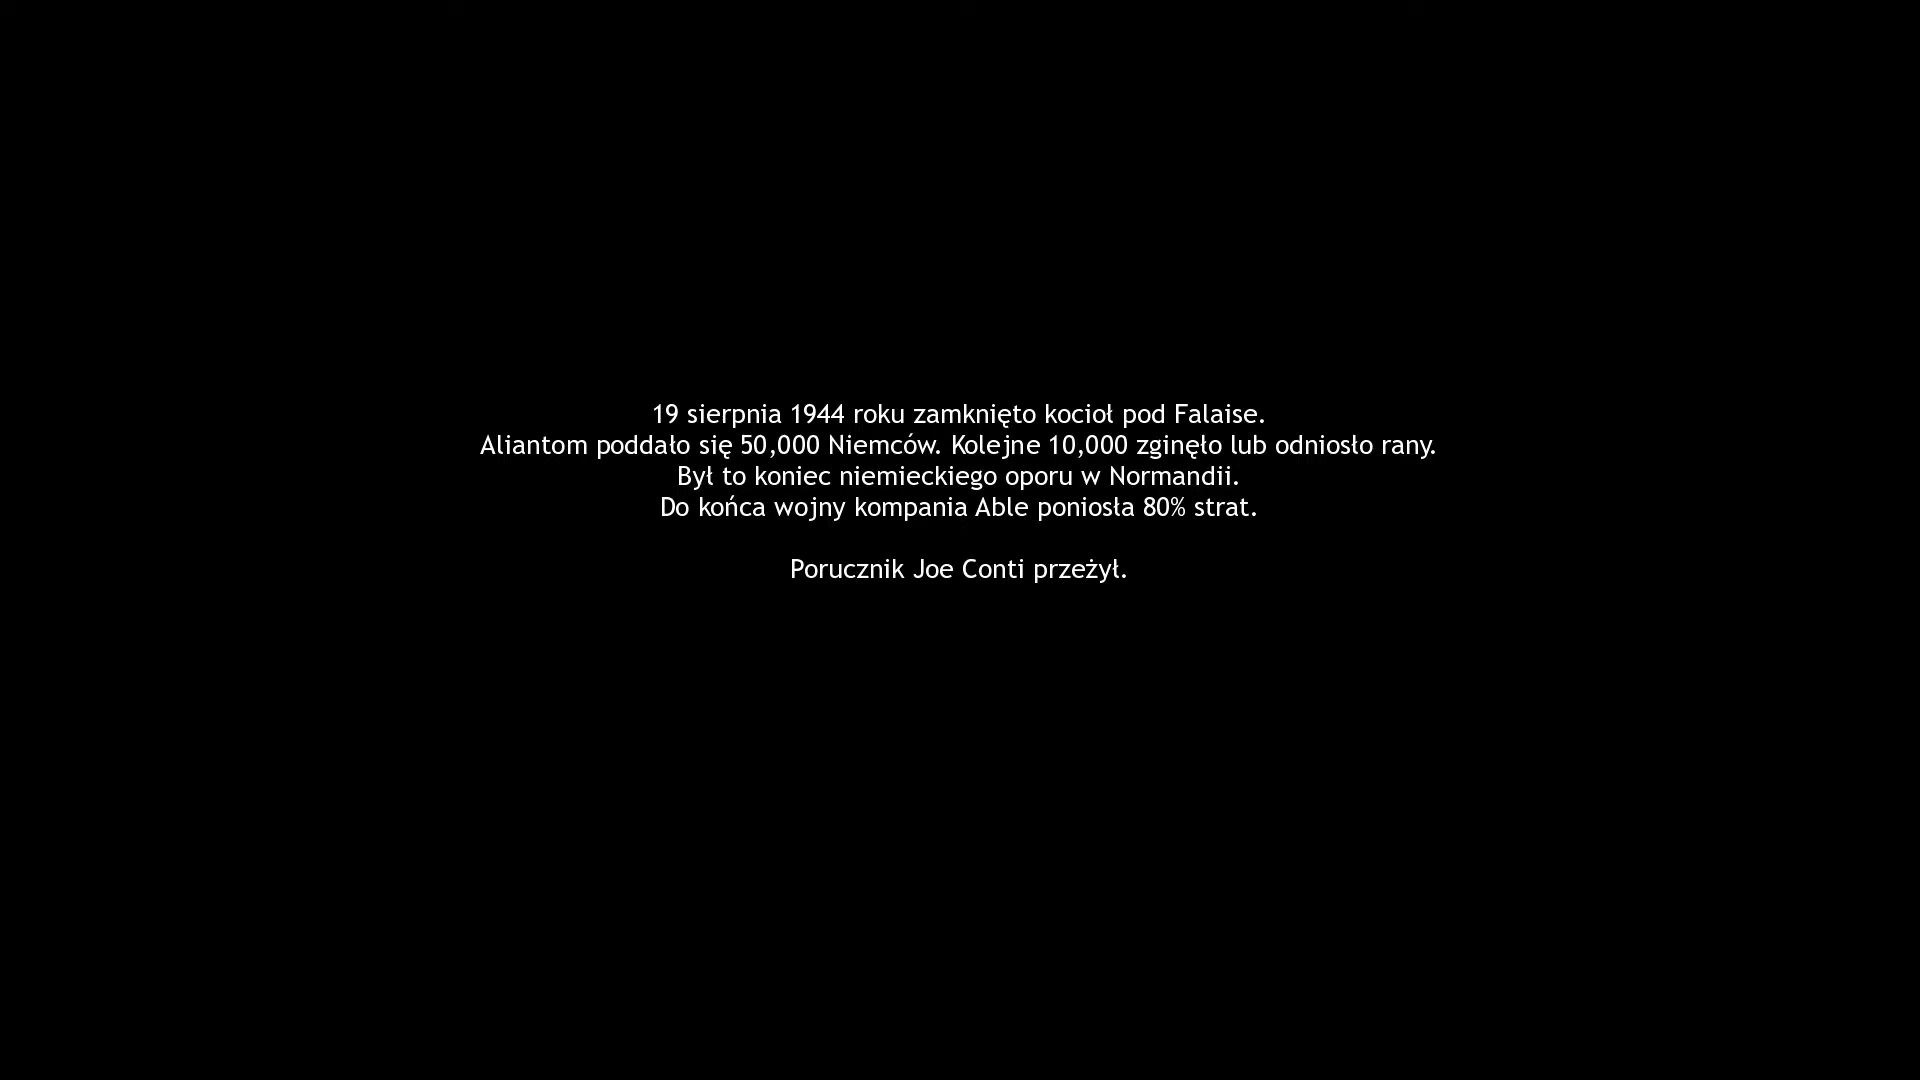 19 sierpnia 1944 roku zamknięto kocioł pod Falaise.
Aliantom poddało się 50,000 Niemców. Kolejne 10,000 zginęło lub odniosło rany.
Był to koniec niemieckiego oporu w Normandii.
Do końca wojny kompania Able poniosła 80% strat.
Porucznik Joe Conti przeżył.